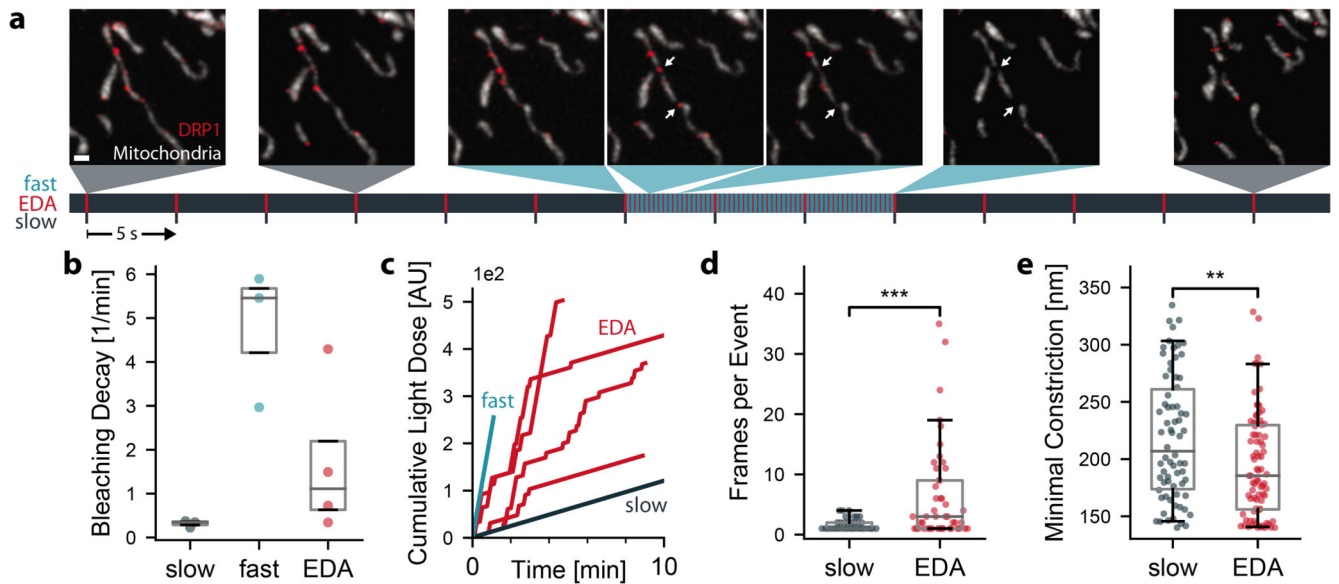 a
DRP1
Mitochondria
fast
EDA
slow
5 s
b
Bleaching Decay [1/min]
6
5
4
3
2
1
0
slow
fast
EDA
c
1e2
Cumulative Light Dose [AU]
5
4 e2
3
2 e2
1 e2
0
EDA
fast
slow
0
Time [min]
10
d
Frames per Event
40
30
20
10
0
***
slow
EDA
e
Minimal Constriction [nm]
350
300
250
200
150
**
slow
EDA